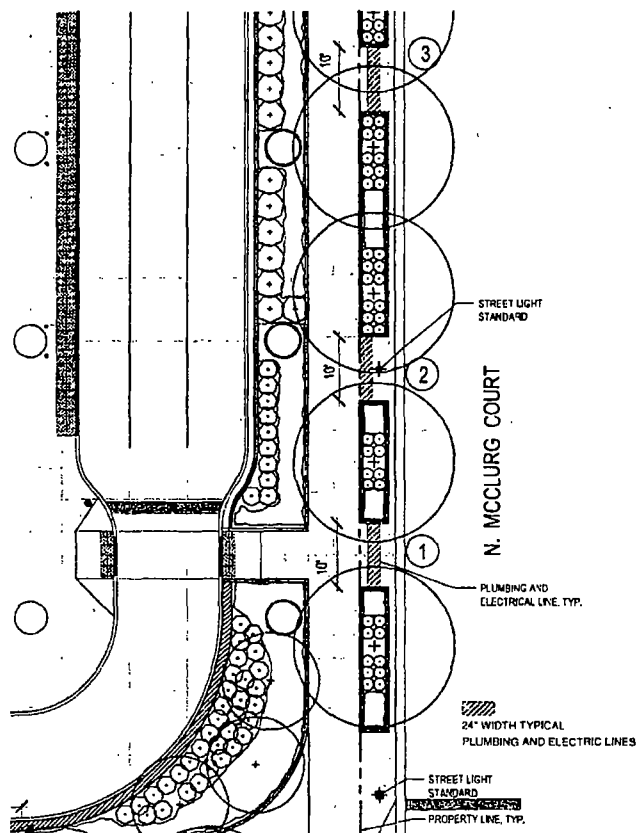 3
10'
STREET LIGHT
STANDARD
10'
2
N. MCCLURG COURT
1
10'
PLUMBING AND
ELECTRICAL LINE, TYP.
24" WIDTH TYPICAL
PLUMBING AND ELECTRIC LINES
STREET LIGHT
STANDARD
PROPERTY LINE, TYP.